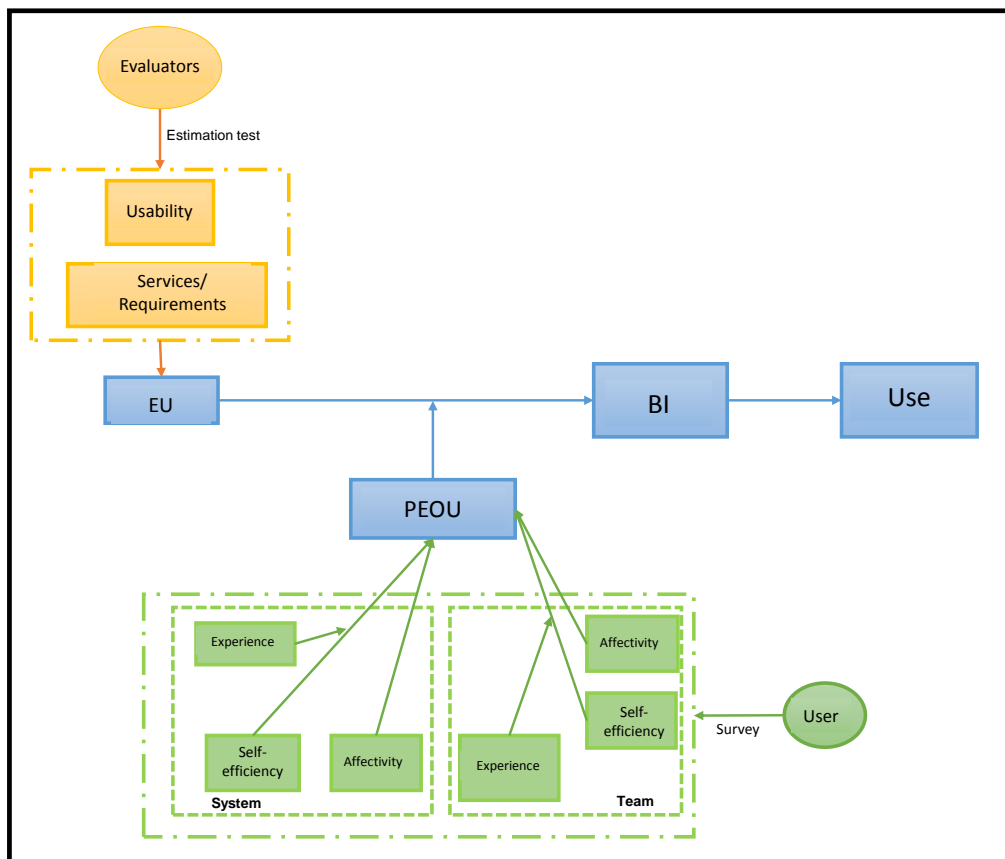 Evaluators
Estimation test
Usability
Services/
Requirements
EU
BI
Use
PEOU
Experience
Self-
efficiency
Affectivity
System
Affectivity
Self-
efficiency
Experience
Team
User
Survey